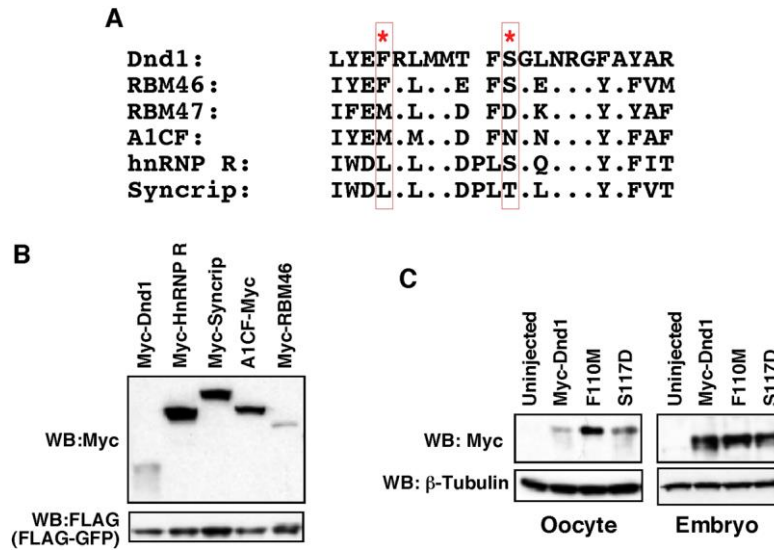 A
* *
Dnd1: LYEFRLMMT FSGLNRGFAYAR
RBM46: IYEF.L..E FS.E...Y.FVM
RBM47: IFEM.L..D FD.K...Y.YAF
A1CF: IYEM.M..D FN.N...Y.FAF
hnRNP R: IWDL.L..DPLS.Q...Y.FIT
Syncrip: IWDL.L..DPLT.L...Y.FVT
B
Myc-Dnd1
Myc-HnRNP R
Myc-Syncrip
A1CF-Myc
Myc-RBM46
WB:Myc
WB:FLAG
(FLAG-GFP)
C
Uninjected
Myc-Dnd1
F110M
S117D
Uninjected
Myc-Dnd1
F110M
S117D
WB: Myc
WB: β-Tubulin
Oocyte Embryo